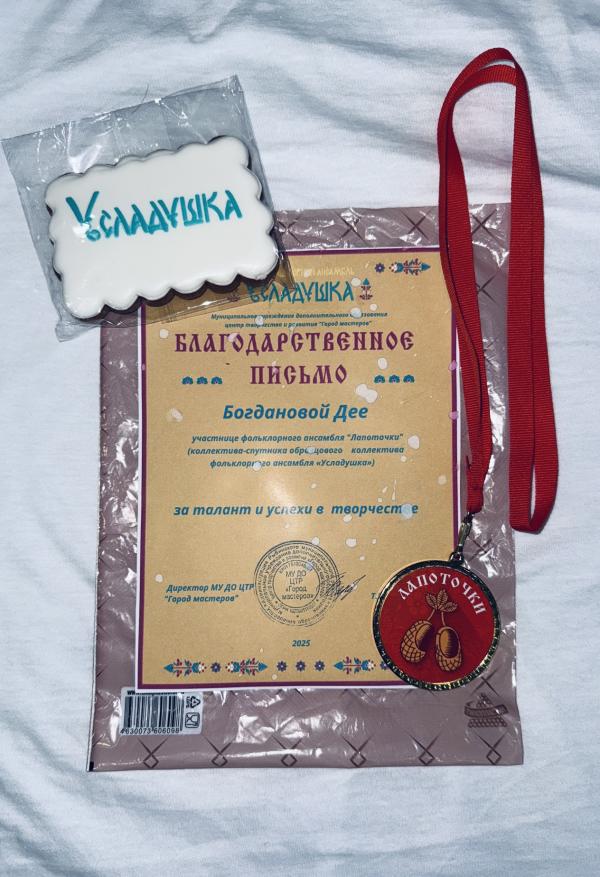 УСЛАДУШКА
АНСАМБЛЬ
УСЛАДУШКА
Муниципальное учреждение дополнительного образования
центр творчества и развития "Город мастеров"
БЛАГОДАРСТВЕННОЕ
ПИСЬМО
Богдановой Дее
участнице фольклорного ансамбля "Лапоточки"
(коллектива-спутника образцового коллектива
фольклорного ансамбля «Усладушка»)
за талант и успехи в творчестве
МУ ДО
ЦТР
«Город
мастеров»
Директор МУ ДО ЦТР
"Город мастеров"
Т.
2025
ЛАПОТОЧКИ
4630073606098